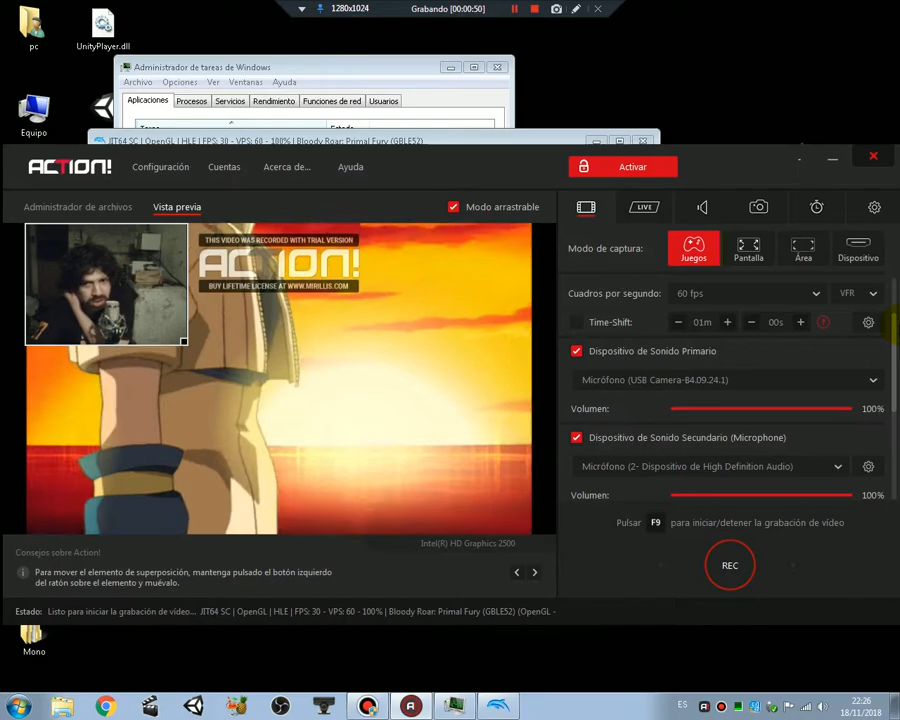 1280x1024
Grabando [00:00:50]
pc
UnityPlayer.dll
Equipo
Administrador de tareas de Windows
Archivo Opciones Ver Ventanas Ayuda
Aplicaciones Procesos Servicios Rendimiento Funciones de red Usuarios
Tarea Estado
JIT64 SC | OpenGL | HLE | FPS: 30 - VPS: 60 - 100% | Bloody Roar: Primal Fury (GBLE52)
ACTION! Configuración Cuentas Acerca de... Ayuda
Activar
Administrador de archivos Vista previa Modo arrastrable
LIVE
THIS VIDEO WAS RECORDED WITH TRIAL VERSION
ACTION!
BUY LIFETIME LICENSE AT WWW.MIRILLIS.COM
Modo de captura: Juegos Pantalla Área Dispositivo
Cuadros por segundo: 60 fps VFR
Time-Shift: 01m 00s
Dispositivo de Sonido Primario
Micrófono (USB Camera-B4.09.24.1)
Volumen: 100%
Dispositivo de Sonido Secundario (Microphone)
Micrófono (2- Dispositivo de High Definition Audio)
Volumen: 100%
Pulsar F9 para iniciar/detener la grabación de vídeo
REC
Intel(R) HD Graphics 2500
Consejos sobre Action!
Para mover el elemento de superposición, mantenga pulsado el botón izquierdo
del ratón sobre el elemento y muévalo.
Estado: Listo para iniciar la grabación de vídeo... JIT64 SC | OpenGL | HLE | FPS: 30 - VPS: 60 - 100% | Bloody Roar: Primal Fury (GBLE52) (OpenGL -
Mono
ES
22:26
18/11/2018